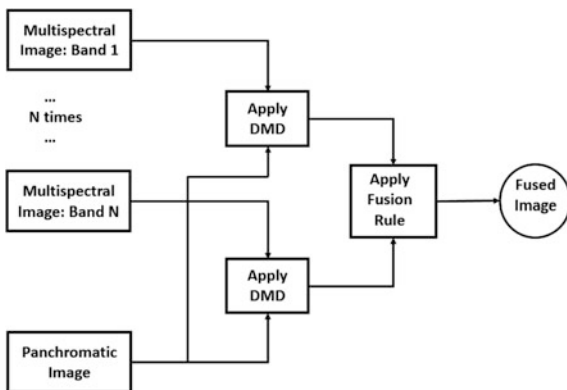 Multispectral
Image: Band 1
...
N times
...
Multispectral
Image: Band N
Panchromatic
Image
Apply
DMD
Apply
DMD
Apply
Fusion
Rule
Fused
Image